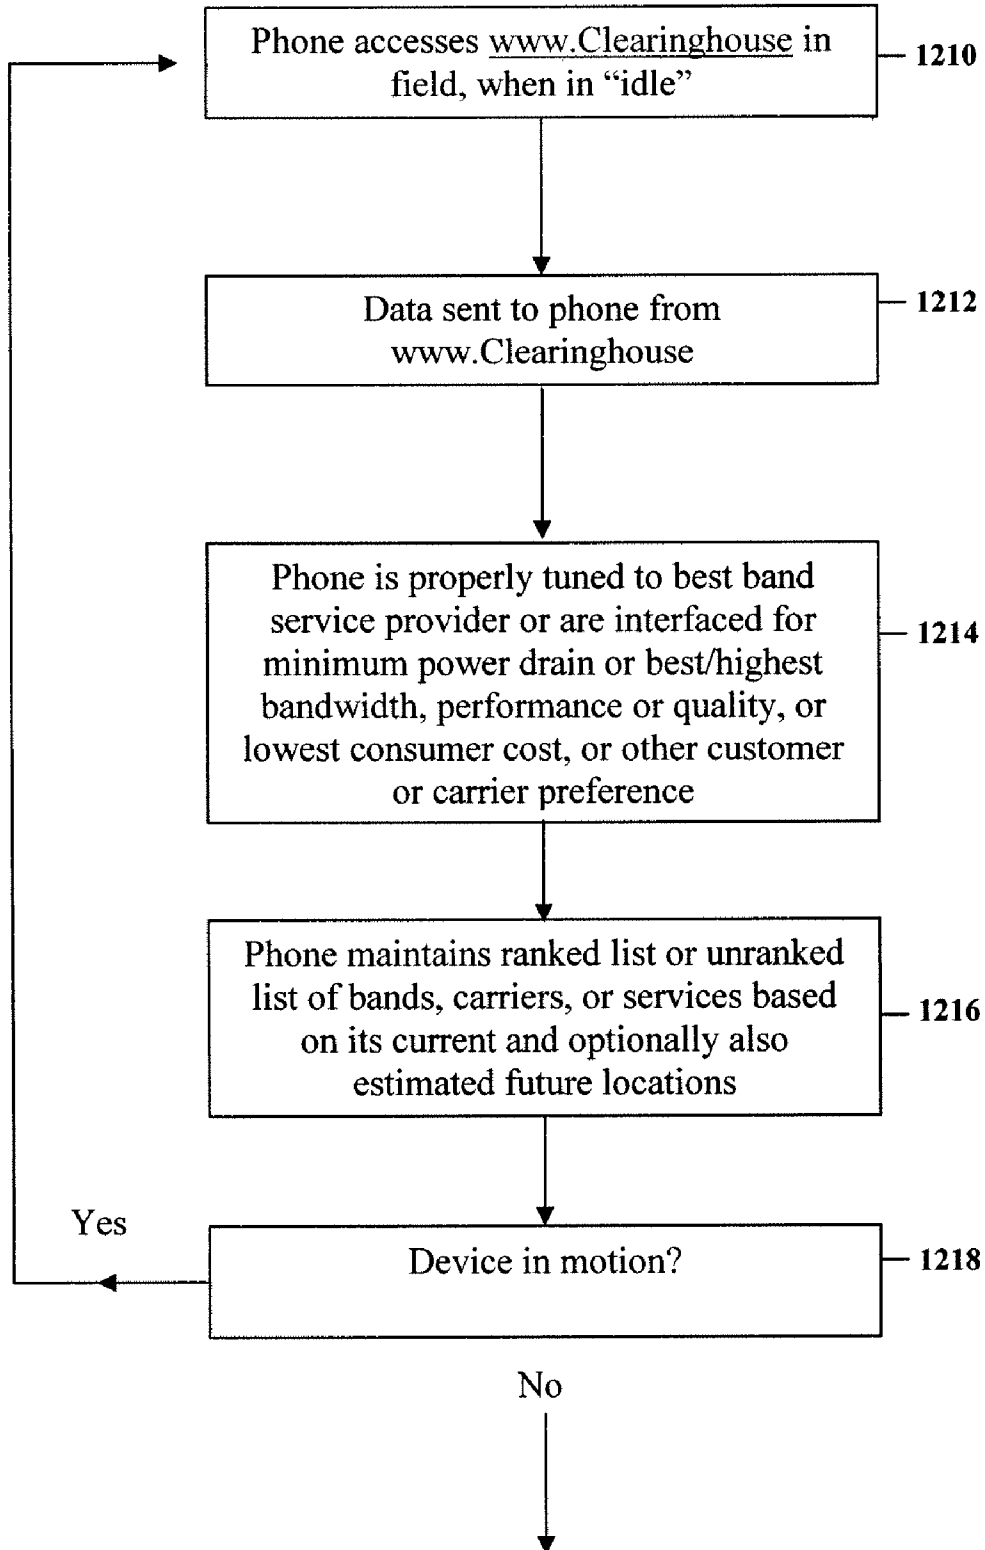 Phone accesses www.Clearinghouse in
field, when in “idle”
1210
Data sent to phone from
www.Clearinghouse
1212
Phone is properly tuned to best band
service provider or are interfaced for
minimum power drain or best/highest
bandwidth, performance or quality, or
lowest consumer cost, or other customer
or carrier preference
1214
Phone maintains ranked list or unranked
list of bands, carriers, or services based
on its current and optionally also
estimated future locations
1216
Yes
Device in motion?
1218
No